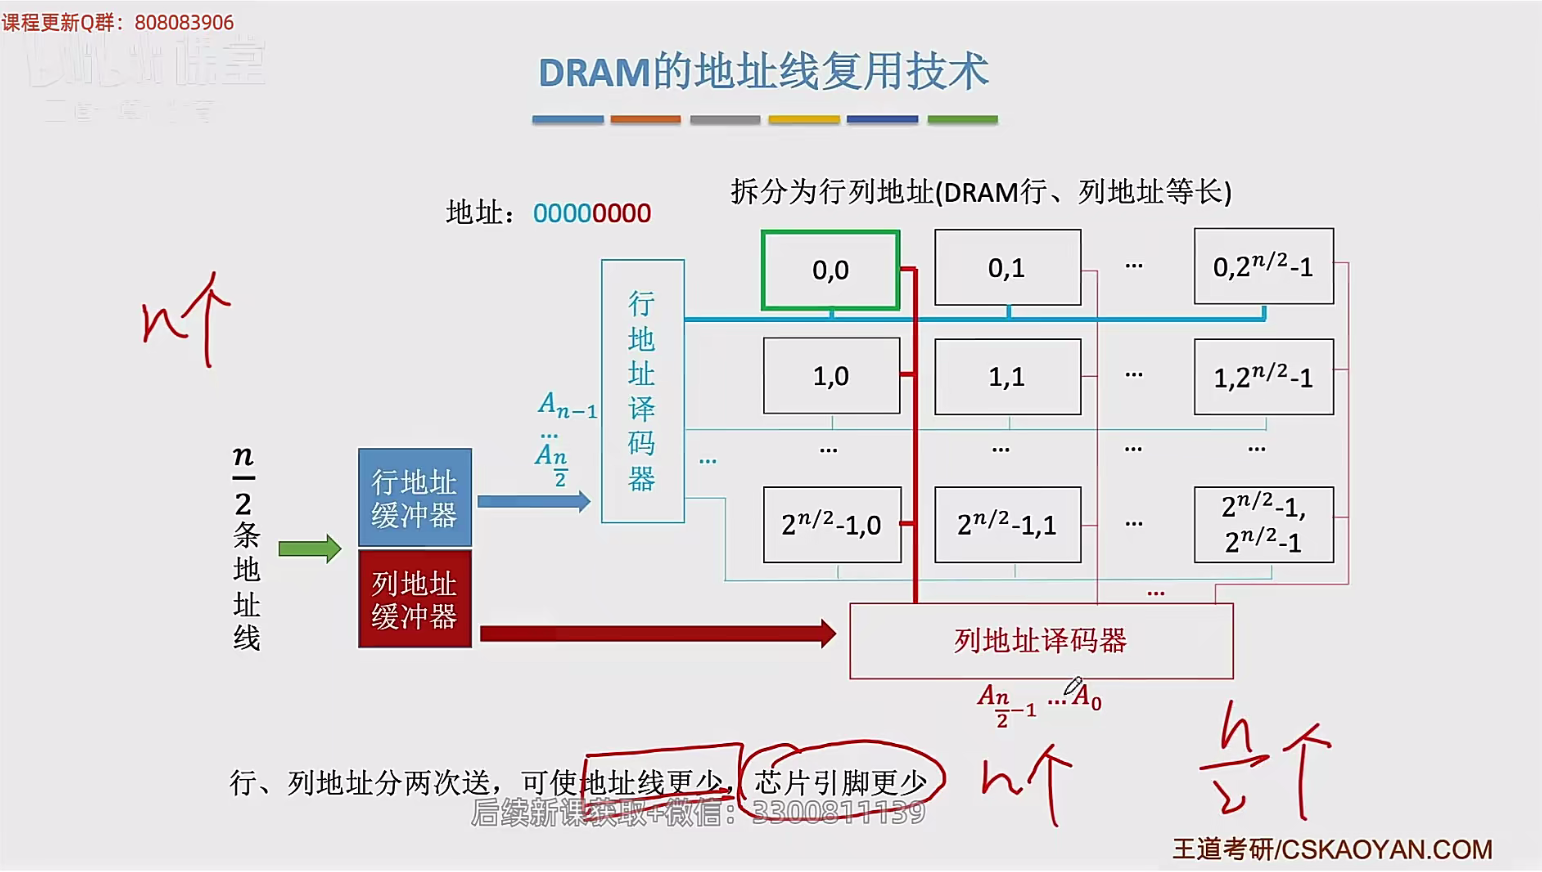 课程更新Q群：808083906
DRAM的地址线复用技术
拆分为行列地址(DRAM行、列地址等长)
地址：00000000
0,0
0,1
...
0,2^{n/2}-1
n个
行地址译码器
1,0
1,1
...
1,2^{n/2}-1
A_{n-1}
...
A_{n/2}
...
...
...
...
...
n/2条地址线
行地址
缓冲器
2^{n/2}-1,0
2^{n/2}-1,1
...
2^{n/2}-1,
2^{n/2}-1
列地址
缓冲器
...
列地址译码器
A_{n/2-1} ... A_0
行、列地址分两次送，可使地址线更少，芯片引脚更少
n个
n/2个
后续新课获取+微信：3300811139
王道考研/CSKAOYAN.COM